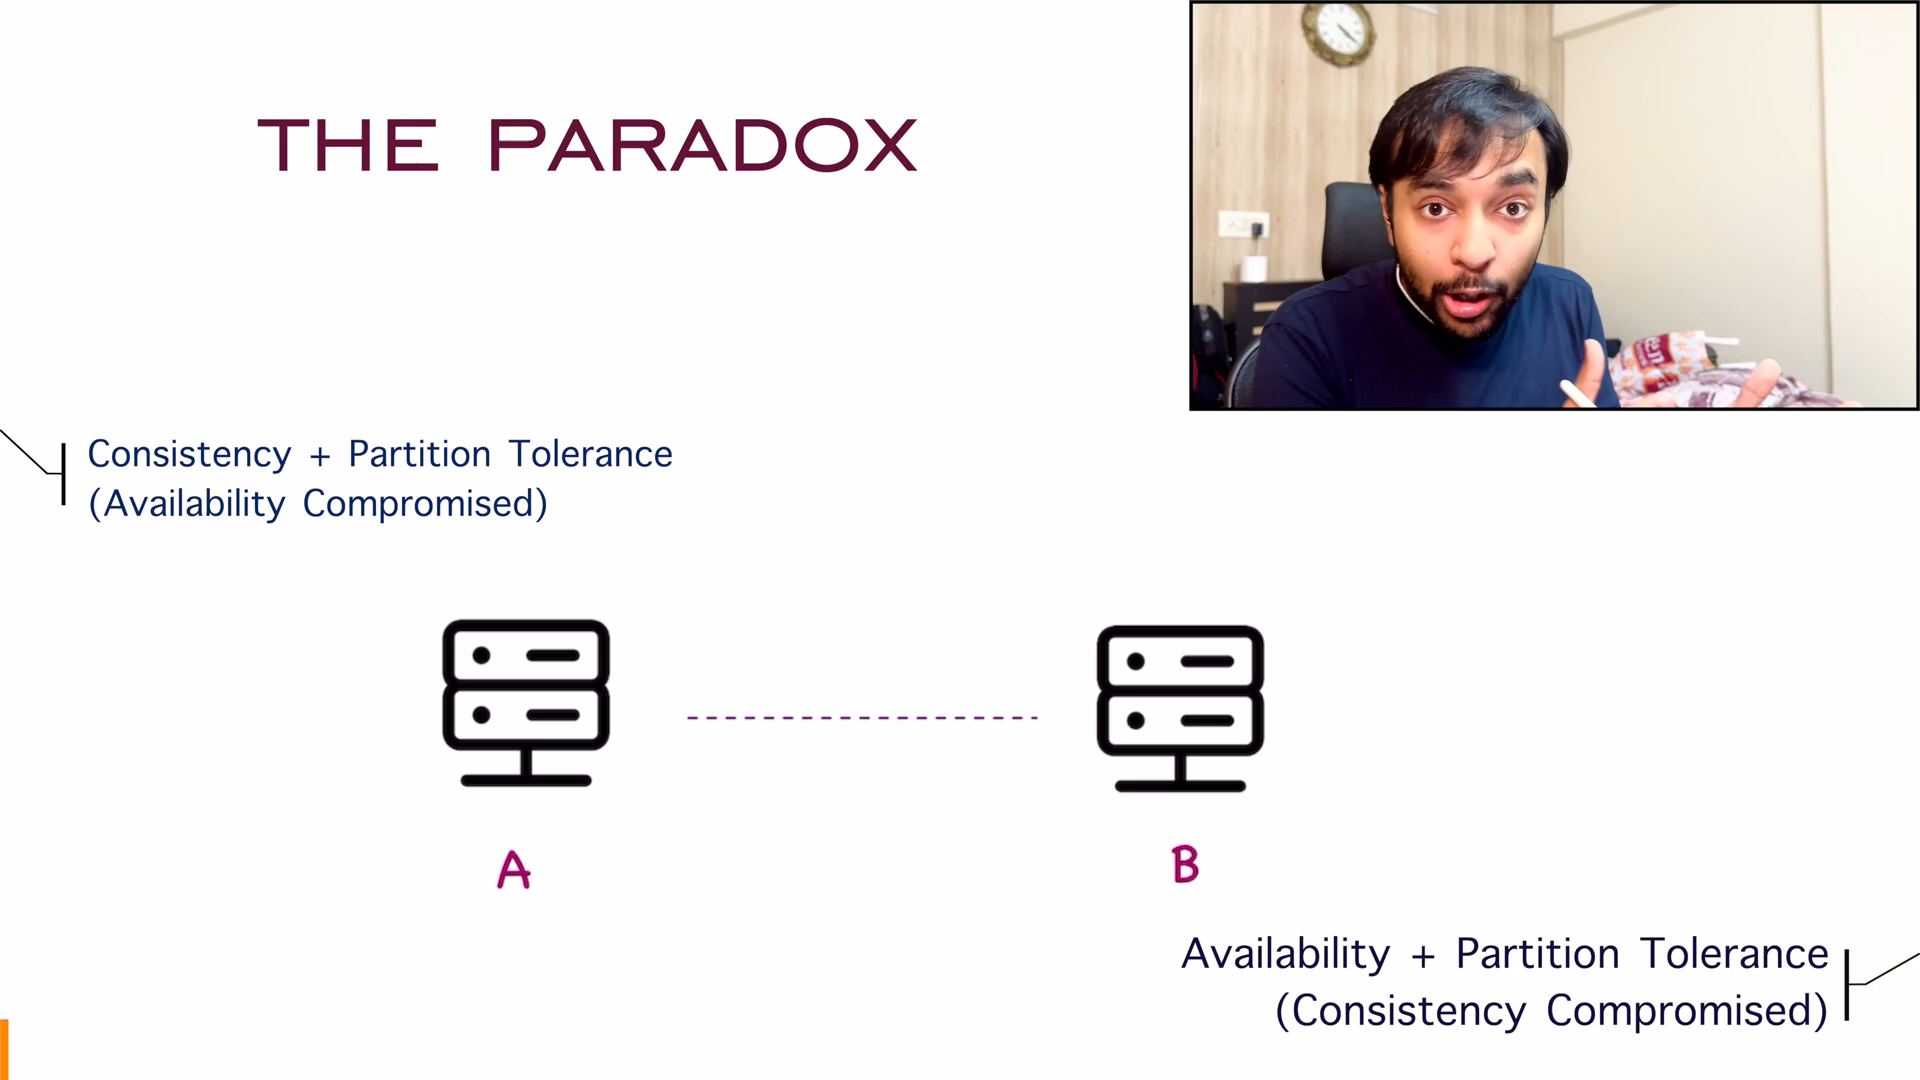 THE PARADOX
Consistency + Partition Tolerance
(Availability Compromised)
A
B
Availability + Partition Tolerance
(Consistency Compromised)